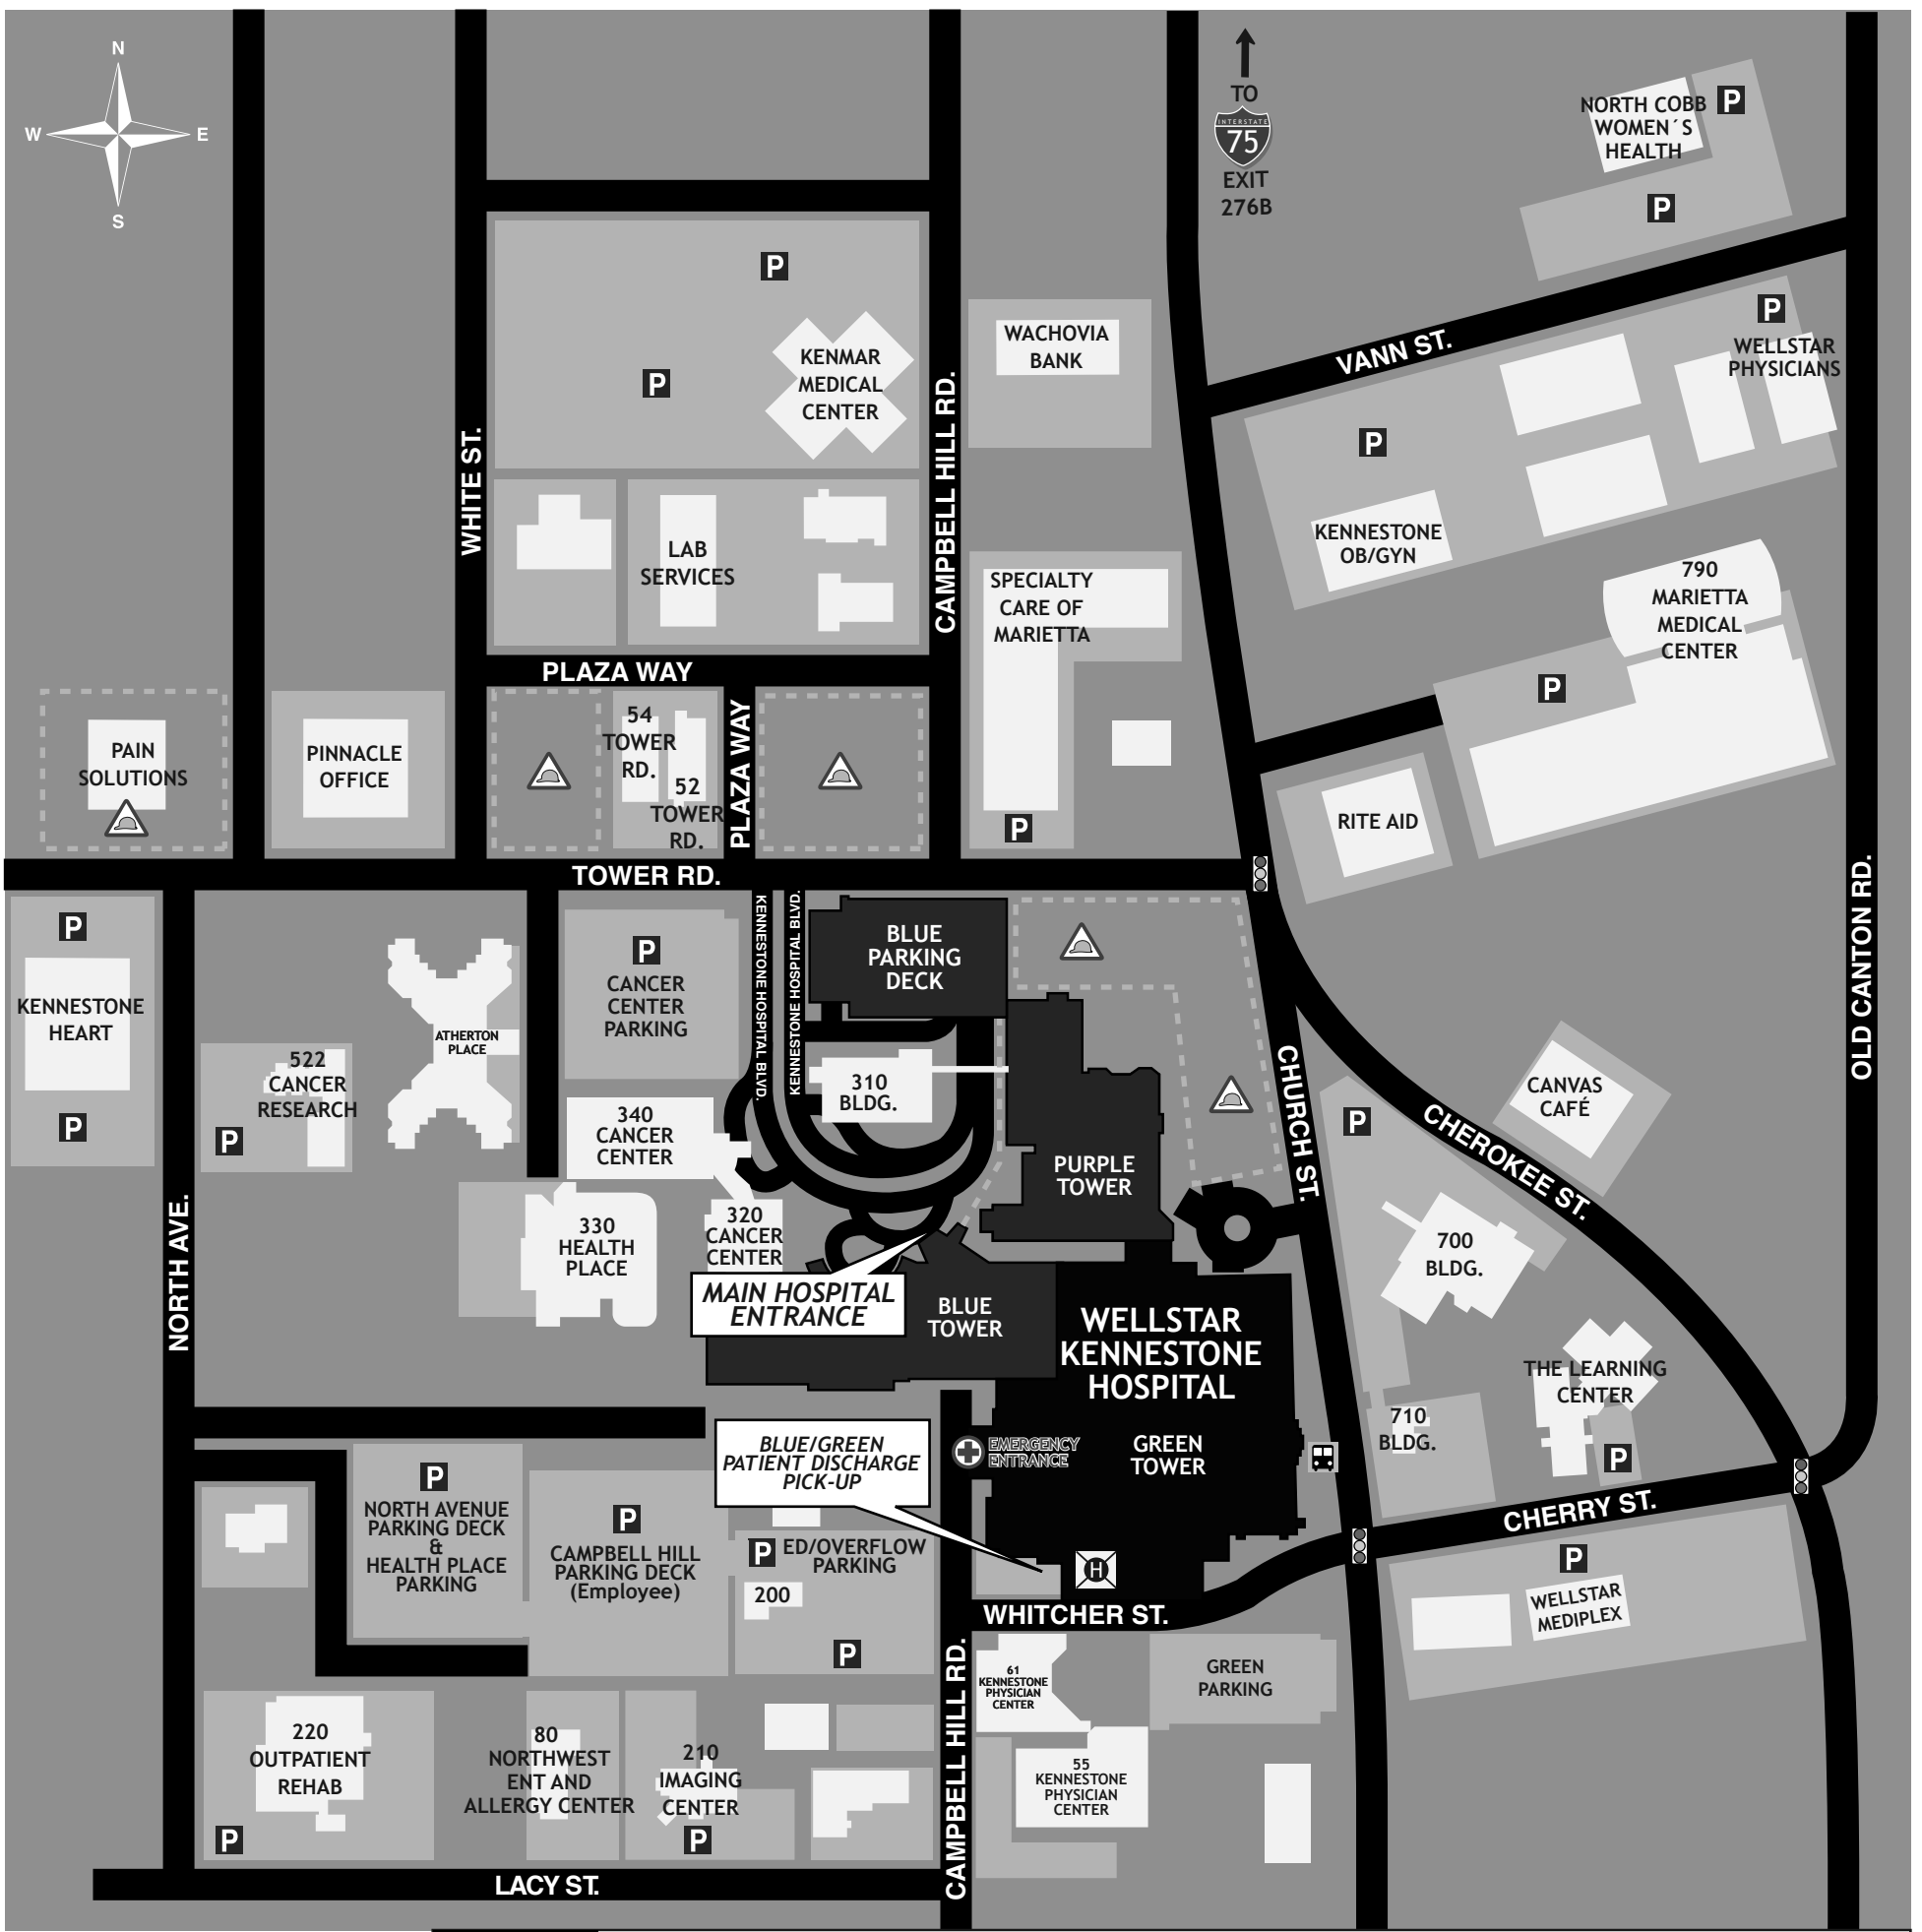 N
W
E
S
TO
INTERSTATE
75
EXIT
276B
NORTH COBB
WOMEN´S
HEALTH
P
P
VANN ST.
P
WELLSTAR
PHYSICIANS
P
KENNESTONE
OB/GYN
P
P
KENMAR
MEDICAL
CENTER
WACHOVIA
BANK
WHITE ST.
CAMPBELL HILL RD.
LAB
SERVICES
SPECIALTY
CARE OF
MARIETTA
P
790
MARIETTA
MEDICAL
CENTER
P
RITE AID
PLAZA WAY
PLAZA WAY
54
TOWER
RD.
52
TOWER
RD.
PAIN
SOLUTIONS
PINNACLE
OFFICE
TOWER RD.
OLD CANTON RD.
P
KENNESTONE
HEART
P
522
CANCER
RESEARCH
P
ATHERTON
PLACE
P
CANCER
CENTER
PARKING
KENNESTONE HOSPITAL BLVD.
KENNESTONE HOSPITAL BLVD.
BLUE
PARKING
DECK
310
BLDG.
340
CANCER
CENTER
320
CANCER
CENTER
330
HEALTH
PLACE
PURPLE
TOWER
CHURCH ST.
P
CHEROKEE ST.
CANVAS
CAFÉ
700
BLDG.
THE LEARNING
CENTER
P
710
BLDG.
CHERRY ST.
NORTH AVE.
MAIN HOSPITAL
ENTRANCE
BLUE
TOWER
WELLSTAR
KENNESTONE
HOSPITAL
GREEN
TOWER
EMERGENCY
ENTRANCE
BLUE/GREEN
PATIENT DISCHARGE
PICK-UP
H
P
NORTH AVENUE
PARKING DECK
&
HEALTH PLACE
PARKING
P
CAMPBELL HILL
PARKING DECK
(Employee)
P
ED/OVERFLOW
PARKING
200
P
WHITCHER ST.
P
WELLSTAR
MEDIPLEX
61
KENNESTONE
PHYSICIAN
CENTER
GREEN
PARKING
55
KENNESTONE
PHYSICIAN
CENTER
CAMPBELL HILL RD.
220
OUTPATIENT
REHAB
P
80
NORTHWEST
ENT AND
ALLERGY CENTER
210
IMAGING
CENTER
P
LACY ST.